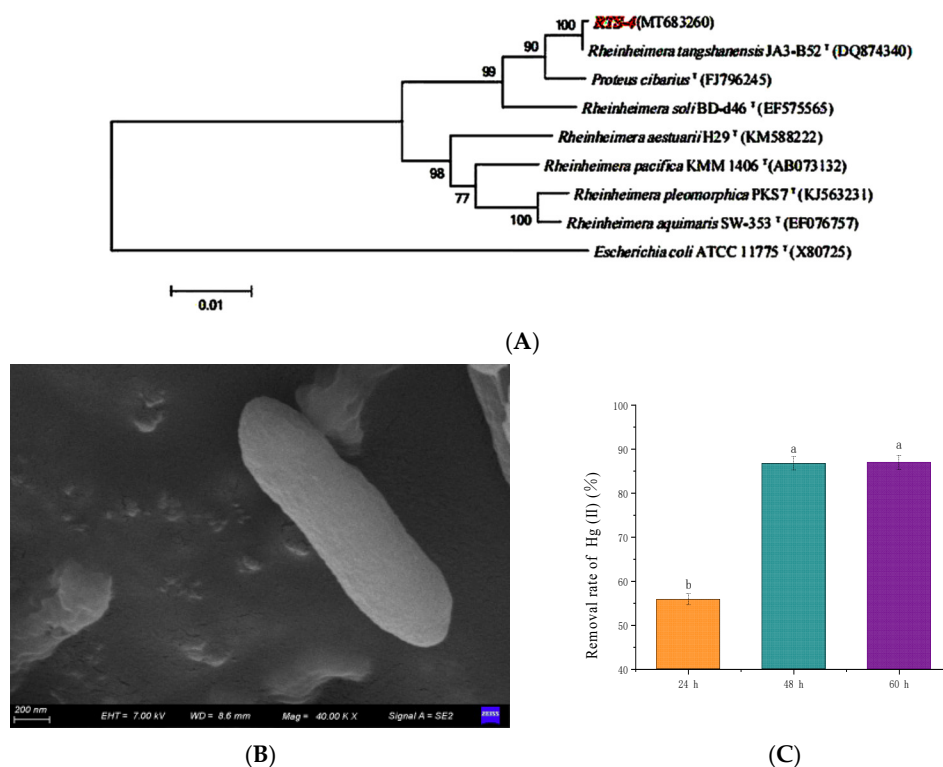 100 RTS-4(MT683260)
90 Rheinheimera tangshanensis JA3-B52 T (DQ874340)
99 Proteus cibarius T (FJ796245)
Rheinheimera soli BD-d46 T (EF575565)
Rheinheimera aestuarii H29 T (KM588222)
98 Rheinheimera pacifica KMM 1406 T (AB073132)
77 Rheinheimera pleomorphica PKS7 T (KJ563231)
100 Rheinheimera aquimaris SW-353 T (EF076757)
Escherichia coli ATCC 11775 T (X80725)
0.01
(A)
200 nm EHT = 7.00 kV WD = 8.6 mm Mag = 40.00 K X Signal A = SE2 ZEISS
(B)
Removal rate of Hg (II) (%)
100
90
80
70
60
50
40
b
a
a
24 h 48 h 60 h
(C)